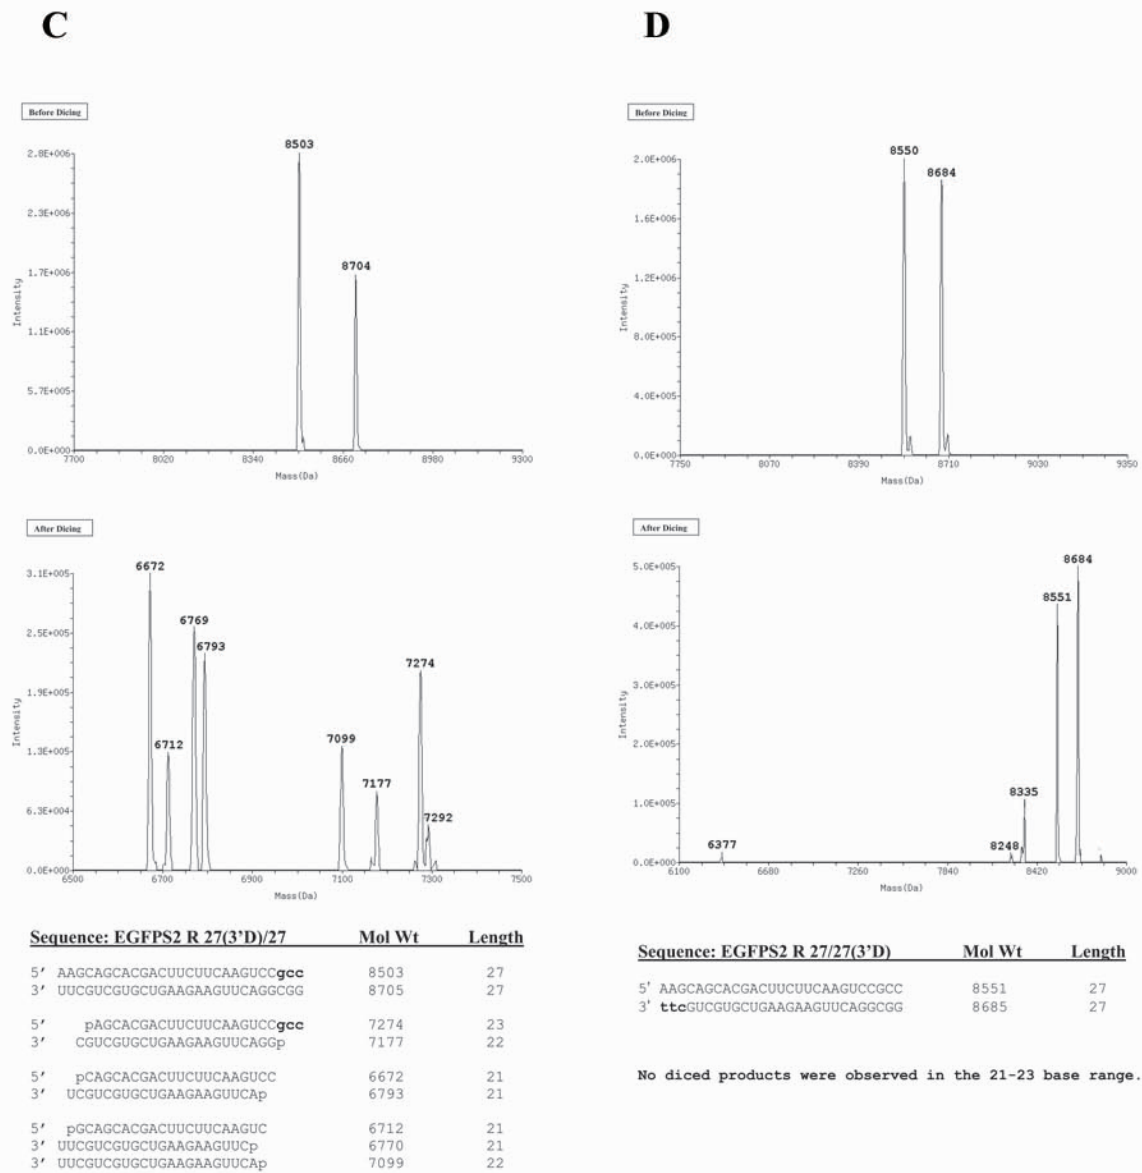 C
D
Before Dicing
Before Dicing
8503
8704
2.8E+006
2.3E+006
1.7E+006
1.1E+006
5.7E+005
0.0E+000
Intensity
7700 8020 8340 8660 8980 9300
Mass(Da)
8550
8684
2.0E+006
1.6E+006
1.2E+006
8.0E+005
4.0E+005
0.0E+000
Intensity
7750 8070 8390 8710 9030 9350
Mass(Da)
After Dicing
After Dicing
6672
6712
6769
6793
7099
7177
7274
7292
3.1E+005
2.5E+005
1.9E+005
1.3E+005
6.3E+004
0.0E+000
Intensity
6500 6700 6900 7100 7300 7500
Mass(Da)
6377
8248
8335
8551
8684
5.0E+005
4.0E+005
3.0E+005
2.0E+005
1.0E+005
0.0E+000
Intensity
6100 6680 7260 7840 8420 9000
Mass(Da)
Sequence: EGFPS2 R 27(3'D)/27 Mol Wt Length
5' AAGCAGCACGACUUCUUCAAGUCCgcc 8503 27
3' UUCGUCGUGCUGAAGAAGUUCAGGCGG 8705 27
5' pAGCACGACUUCUUCAAGUCCgcc 7274 23
3' CGUCGUGCUGAAGAAGUUCAGGp 7177 22
5' pCAGCACGACUUCUUCAAGUCC 6672 21
3' UCGUCGUGCUGAAGAAGUUCAp 6793 21
5' pGCAGCACGACUUCUUCAAGUC 6712 21
3' UUCGUCGUGCUGAAGAAGUUCp 6770 21
3' UUCGUCGUGCUGAAGAAGUUCAp 7099 22
Sequence: EGFPS2 R 27/27(3'D) Mol Wt Length
5' AAGCAGCACGACUUCUUCAAGUCCGCC 8551 27
3' ttcGUCGUGCUGAAGAAGUUCAGGCGG 8685 27
No diced products were observed in the 21-23 base range.